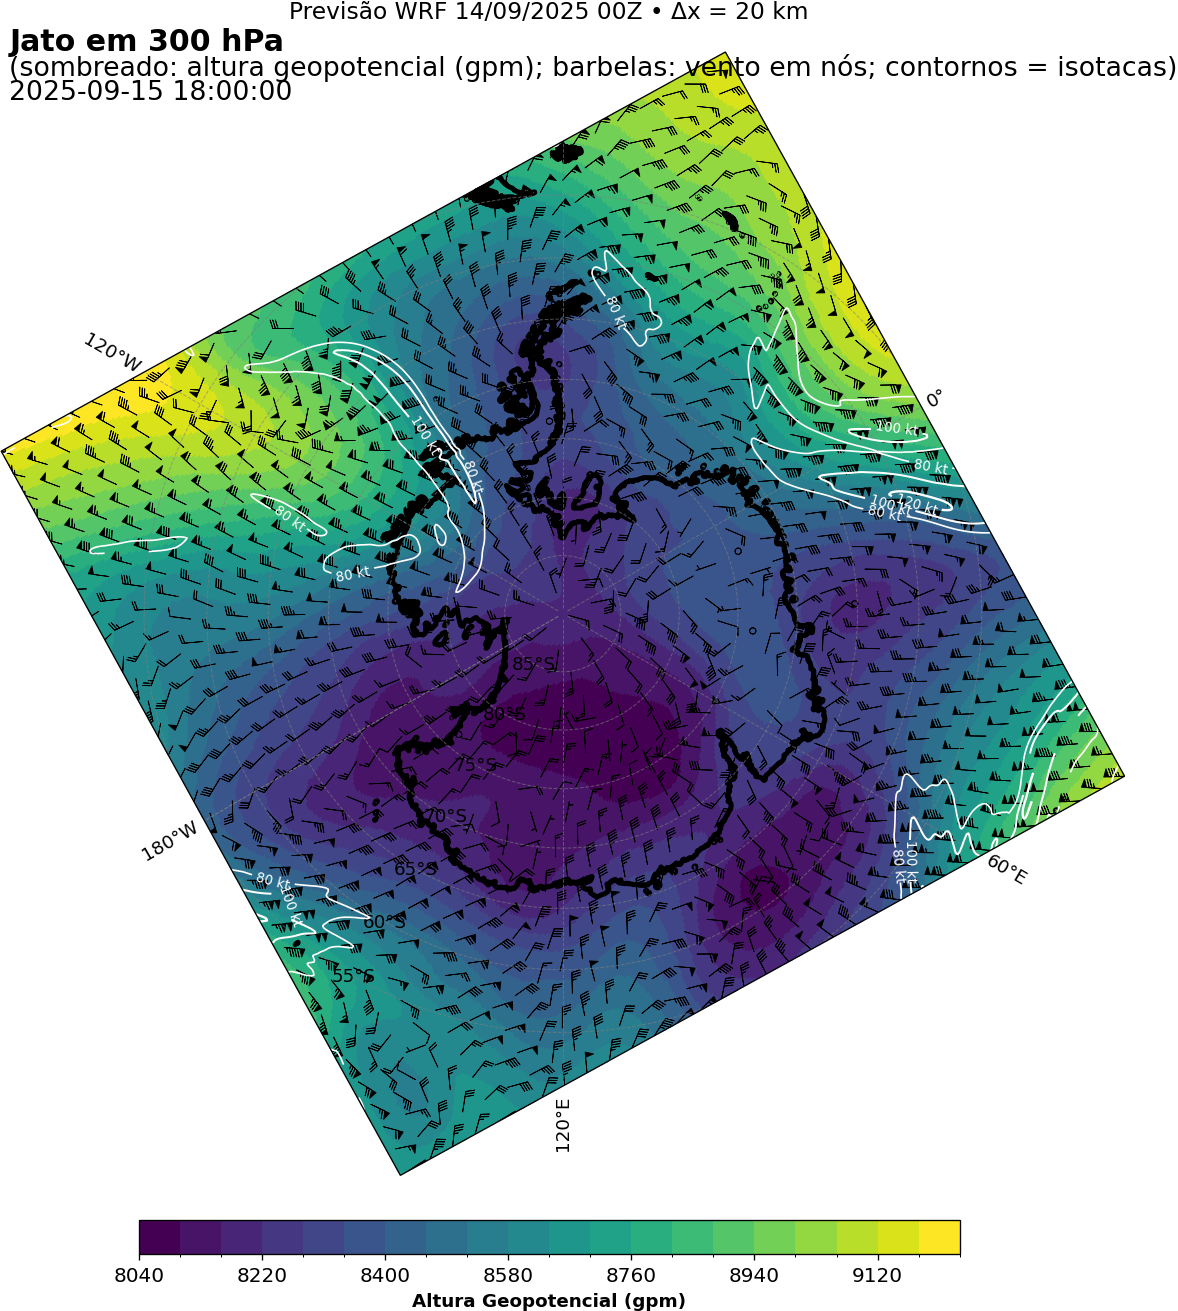 Previsão WRF 14/09/2025 00Z • Δx = 20 km
Jato em 300 hPa
(sombreado: altura geopotencial (gpm); barbelas: vento em nós; contornos = isotacas)
2025-09-15 18:00:00
80 kt
120°W
0°
100 kt
100 kt
80 kt
80 kt
80 kt
120 kt
100 kt
80 kt
80 kt
85°S
80°S
75°S
70°S
180°W
80 kt
100 kt
60°E
65°S
80 kt
100 kt
60°S
55°S
120°E
8040 8220 8400 8580 8760 8940 9120
Altura Geopotencial (gpm)